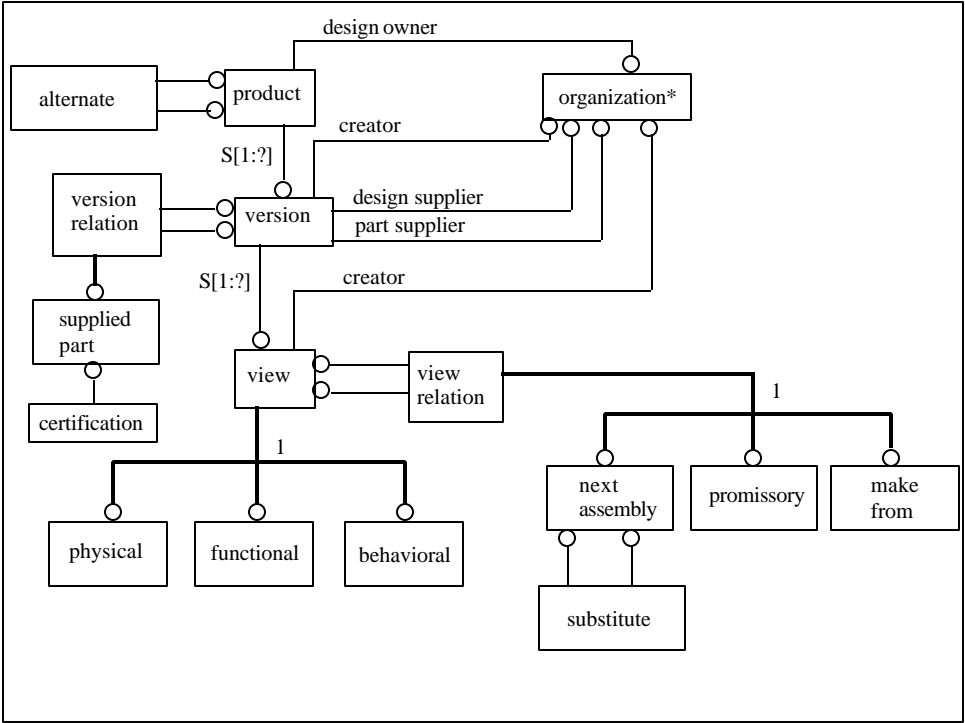 design owner
alternate
product
organization*
creator
S[1:?]
version
relation
version
design supplier
part supplier
S[1:?]
creator
supplied
part
view
view
relation
1
certification
1
next
assembly
promissory
make
from
physical
functional
behavioral
substitute